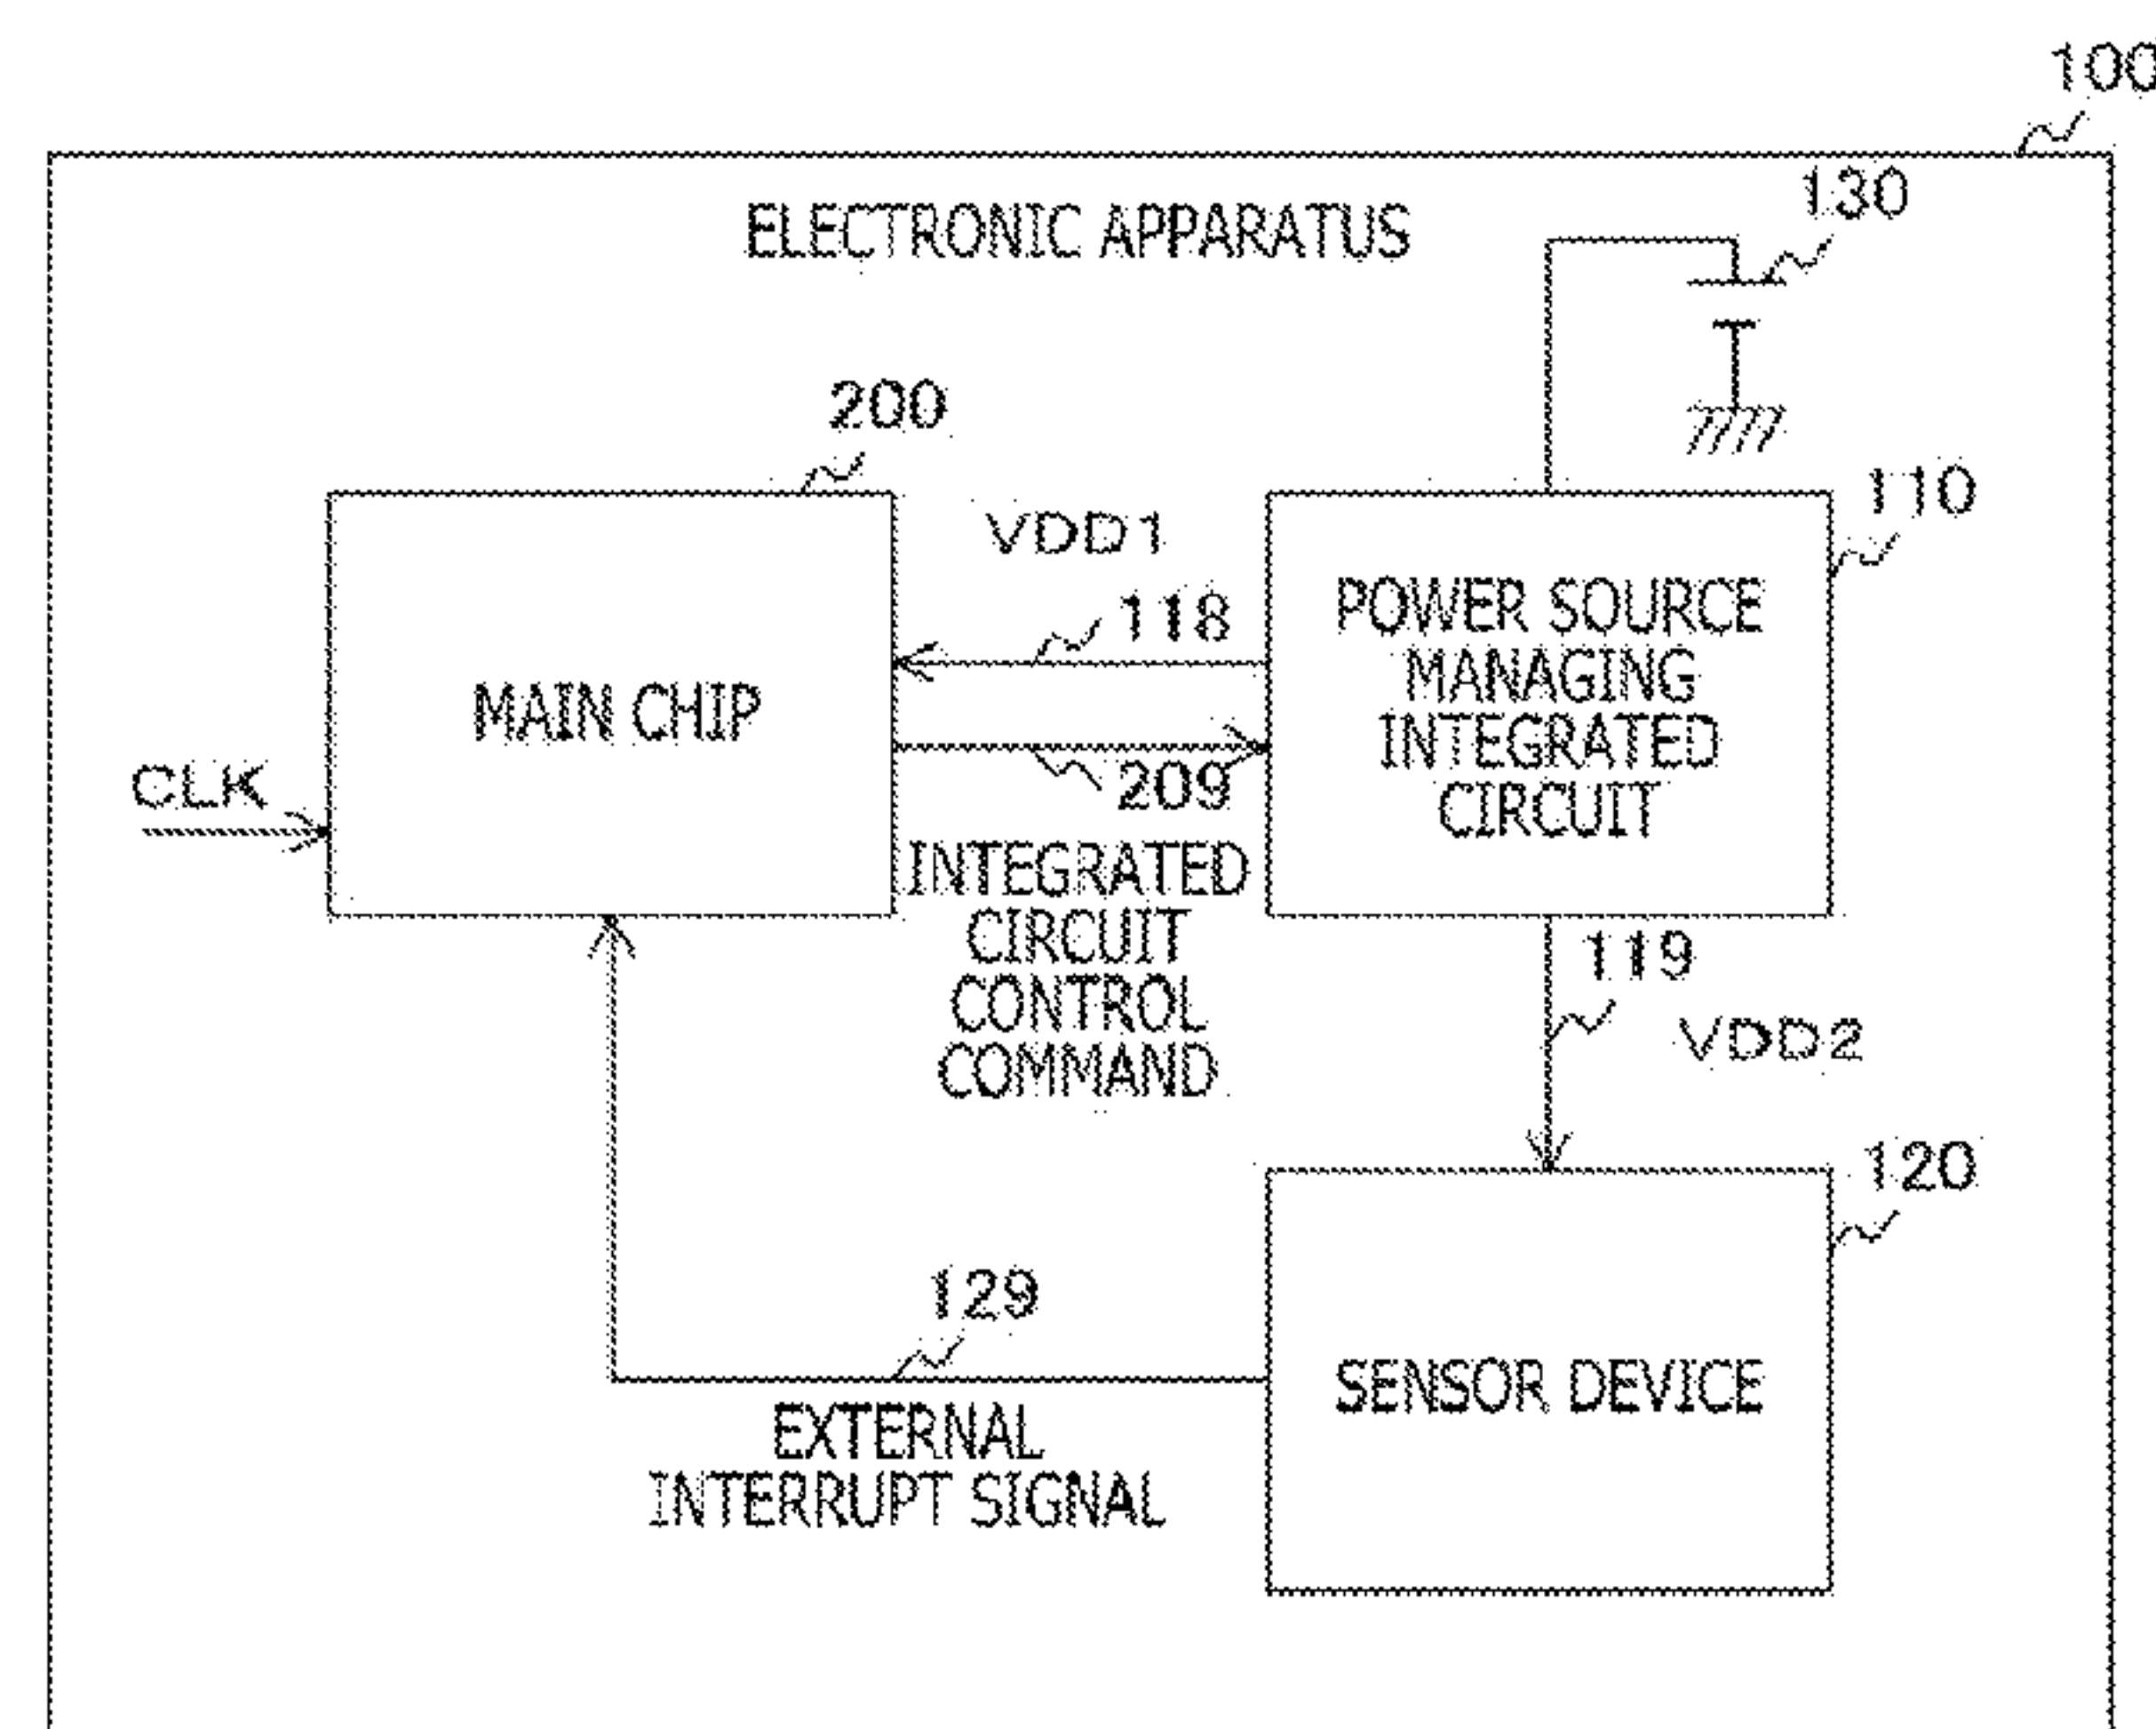 100
130
ELECTRONIC APPARATUS
200
110
VDD1
118
POWER SOURCE
MANAGING
INTEGRATED
CIRCUIT
MAIN CHIP
CLK
209
INTEGRATED
CIRCUIT
CONTROL
COMMAND
119
VDD2
120
129
SENSOR DEVICE
EXTERNAL
INTERRUPT SIGNAL